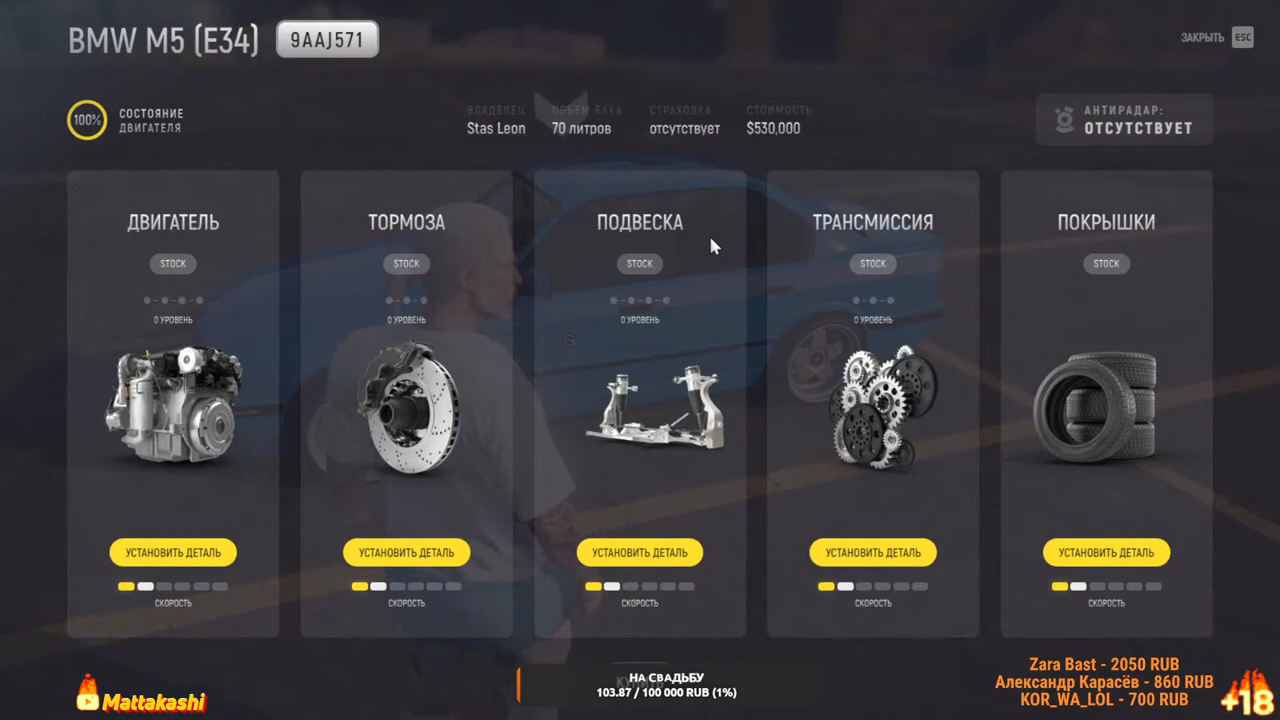 BMW M5 (E34) 9AAJ571
ЗАКРЫТЬ ESC
100%
СОСТОЯНИЕ
ДВИГАТЕЛЯ
ВЛАДЕЛЕЦ ОБЪЕМ БАКА СТРАХОВКА СТОИМОСТЬ
Stas Leon 70 литров отсутствует $530,000
АНТИРАДАР:
ОТСУТСТВУЕТ
ДВИГАТЕЛЬ ТОРМОЗА ПОДВЕСКА ТРАНСМИССИЯ ПОКРЫШКИ
STOCK STOCK STOCK STOCK STOCK
0 УРОВЕНЬ 0 УРОВЕНЬ 0 УРОВЕНЬ 0 УРОВЕНЬ
G
УСТАНОВИТЬ ДЕТАЛЬ УСТАНОВИТЬ ДЕТАЛЬ УСТАНОВИТЬ ДЕТАЛЬ УСТАНОВИТЬ ДЕТАЛЬ УСТАНОВИТЬ ДЕТАЛЬ
СКОРОСТЬ СКОРОСТЬ СКОРОСТЬ СКОРОСТЬ СКОРОСТЬ
Mattakashi
НА СВАДЬБУ
103.87 / 100 000 RUB (1%)
Zara Bast - 2050 RUB
Александр Карасёв - 860 RUB
KOR_WA_LOL - 700 RUB
+18